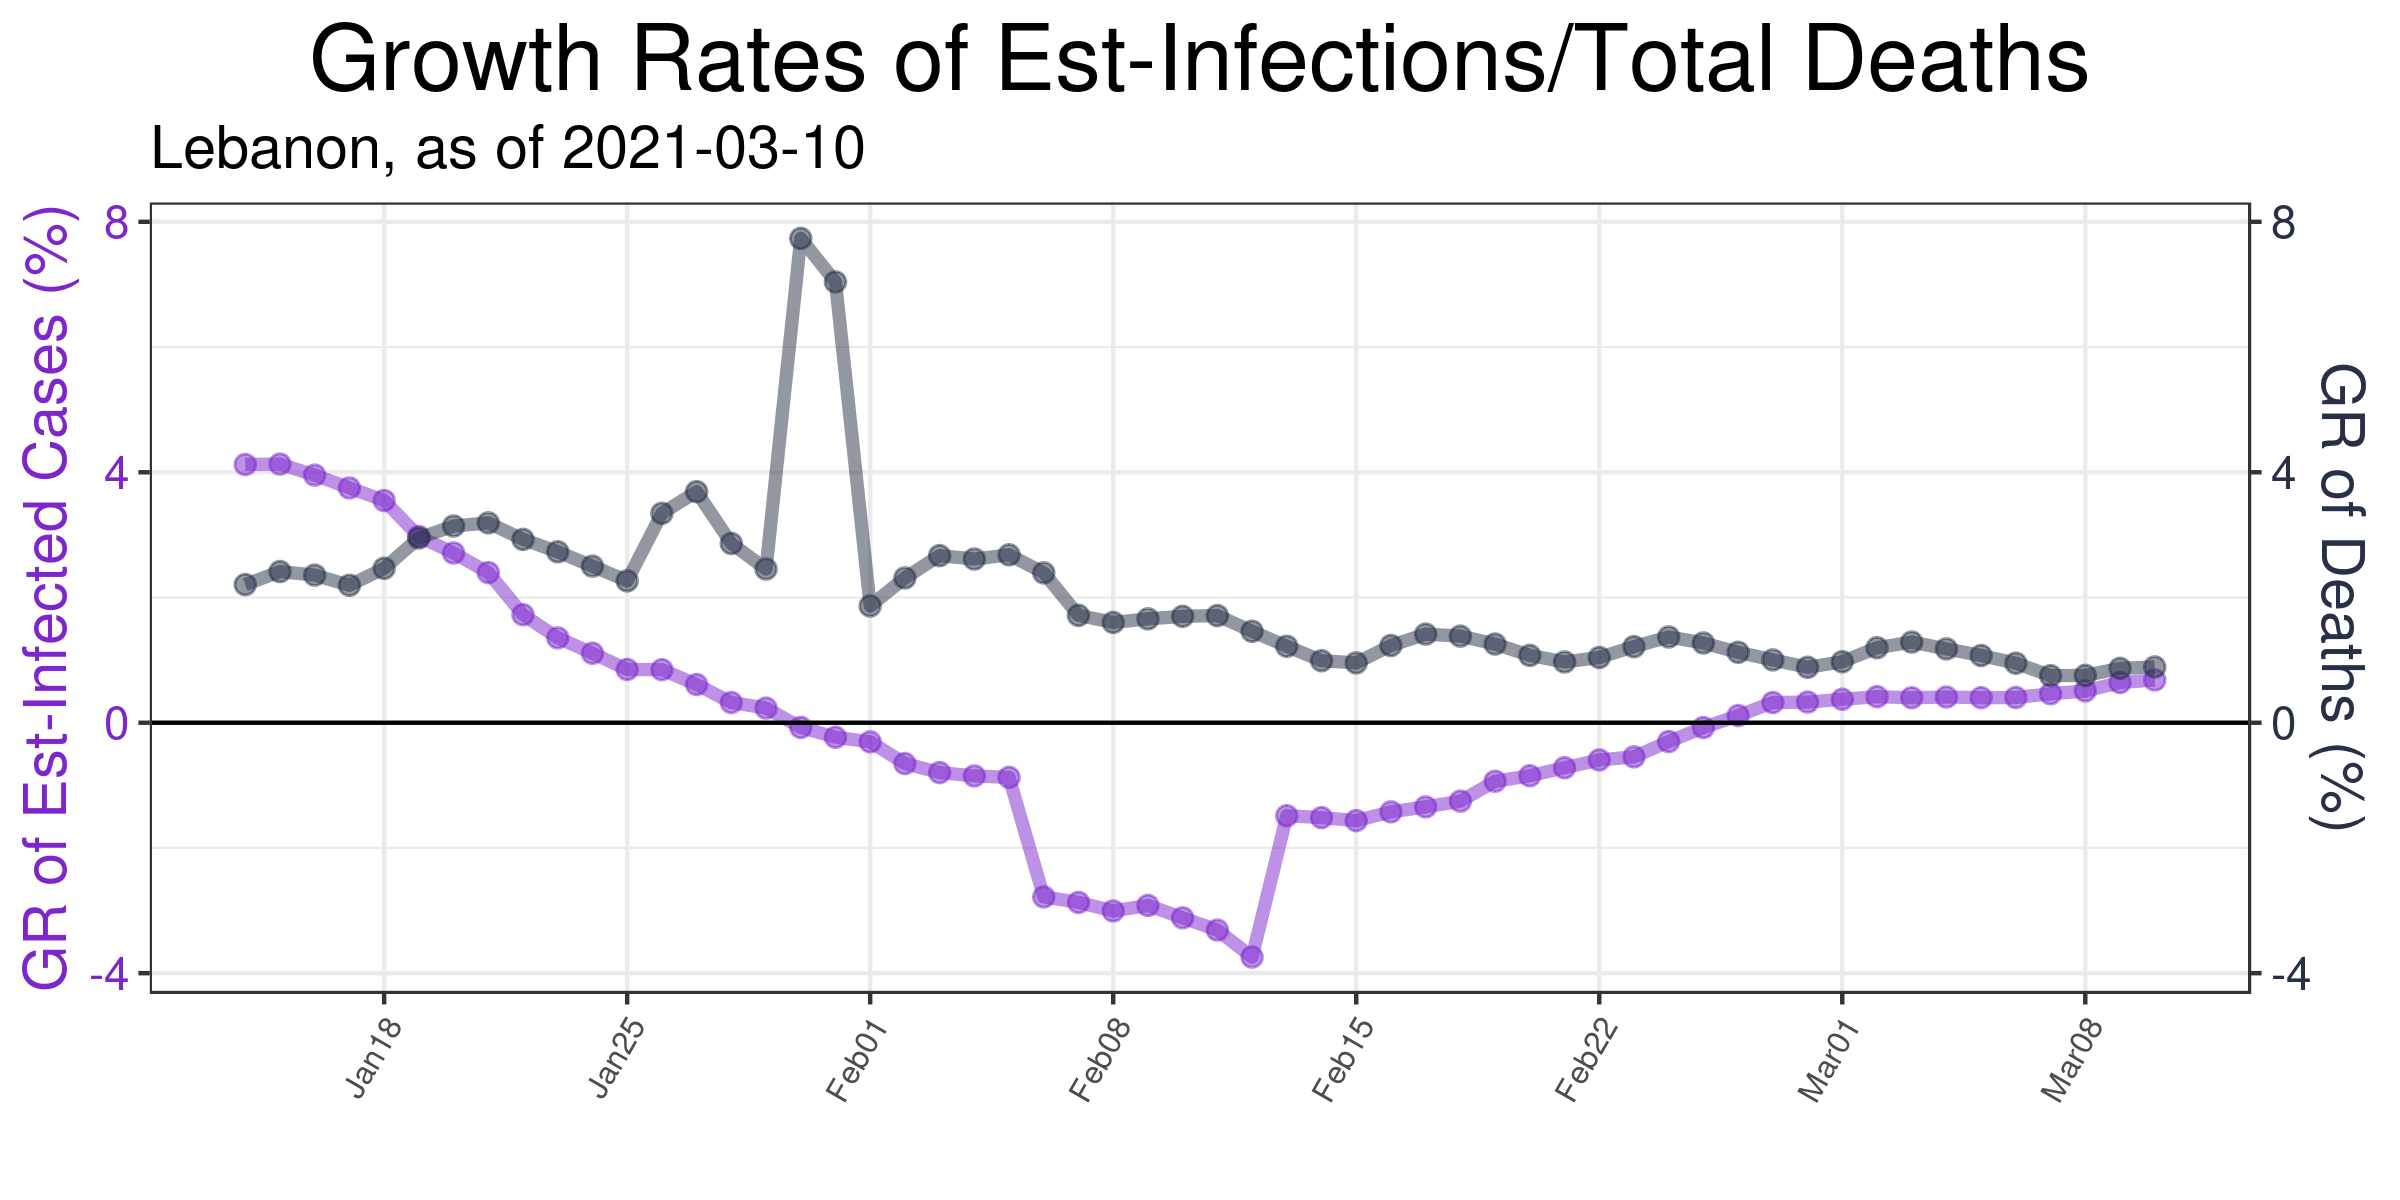 Growth Rates of Est-Infections/Total Deaths
Lebanon, as of 2021-03-10
GR of Est-Infected Cases (%)
8
4
0
-4
8
4
0
-4
GR of Deaths (%)
Jan18
Jan25
Feb01
Feb08
Feb15
Feb22
Mar01
Mar08